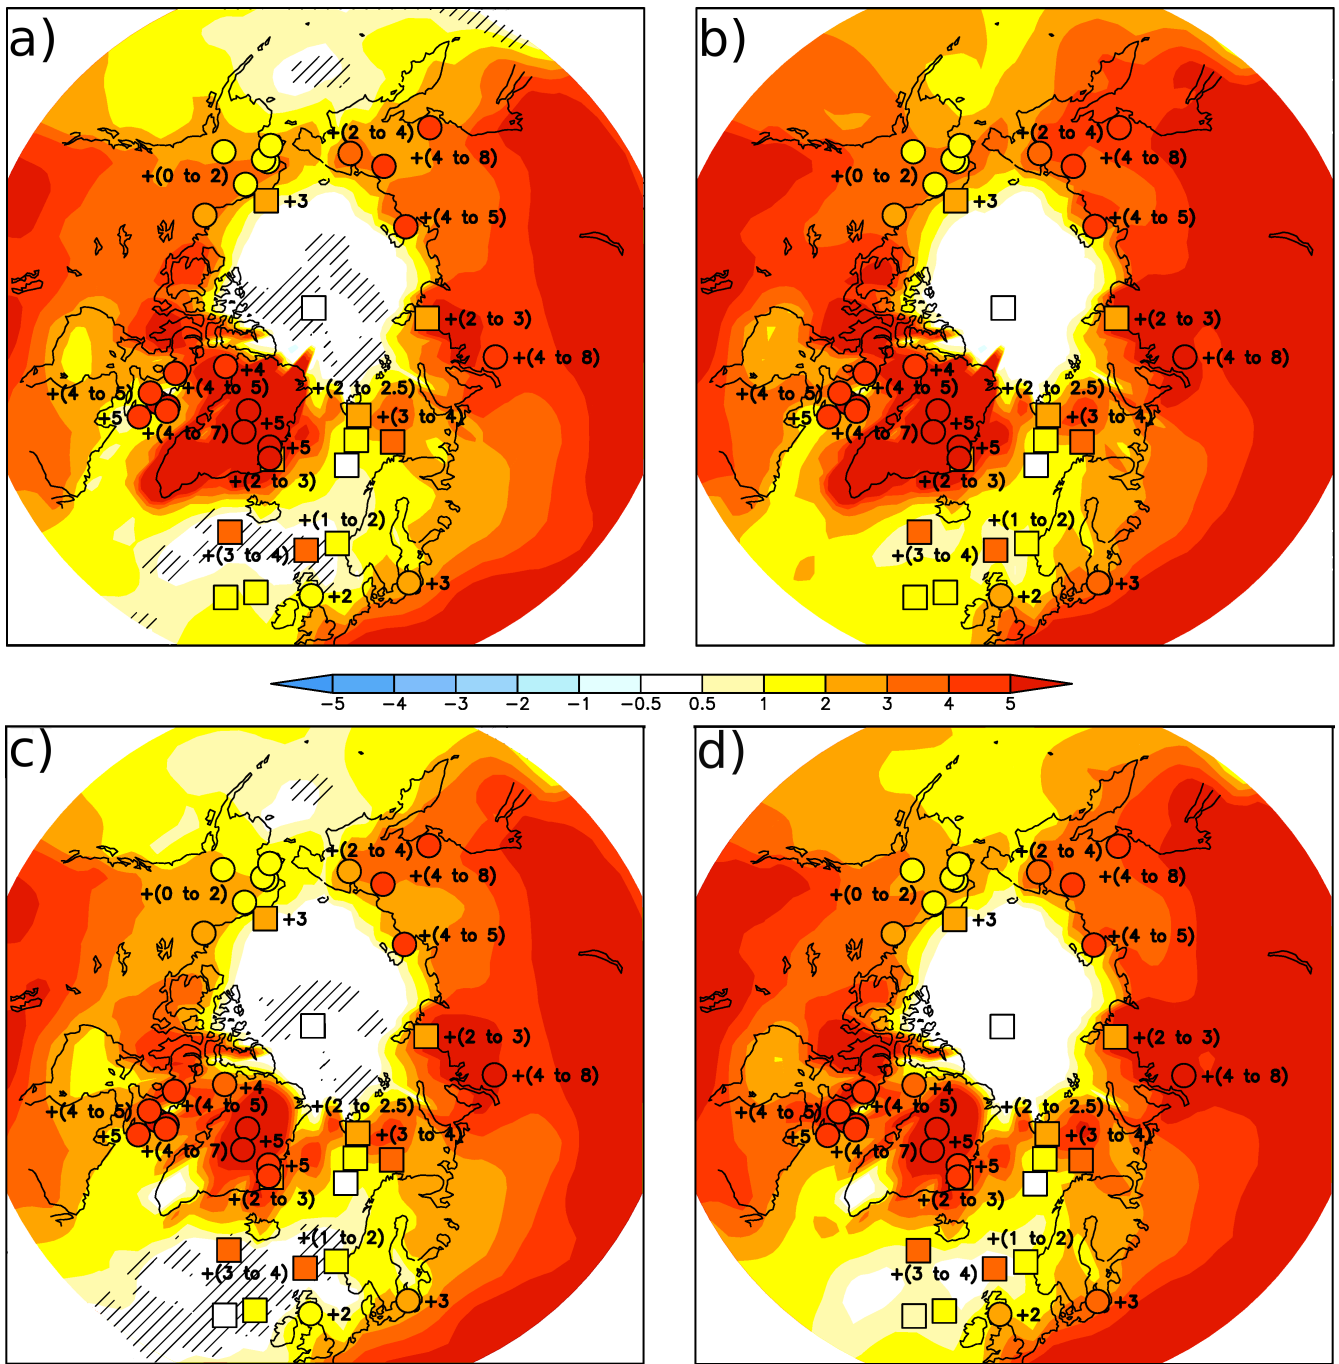 a)
+(2 to 4)
+(4 to 8)
+(0 to 2)
+3
+(4 to 5)
+(2 to 3)
+(4 to 8)
+4
+(2 to 2.5)
+(4 to 5)
+(4 to 5)
+5
+(3 to 4)
+(4 to 7)
+5
+5
+(2 to 3)
+(1 to 2)
+(3 to 4)
+3
+2
b)
+(2 to 4)
+(4 to 8)
+(0 to 2)
+3
+(4 to 5)
+(2 to 3)
+(4 to 8)
+4
+(2 to 2.5)
+(4 to 5)
+(4 to 5)
+5
+(3 to 4)
+(4 to 7)
+5
+5
+(2 to 3)
+(1 to 2)
+(3 to 4)
+3
+2
−5 −4 −3 −2 −1 −0.5 0.5 1 2 3 4 5
c)
+(2 to 4)
+(4 to 8)
+(0 to 2)
+3
+(4 to 5)
+(2 to 3)
+(4 to 8)
+4
+(2 to 2.5)
+(4 to 5)
+(4 to 5)
+5
+(3 to 4)
+(4 to 7)
+5
+5
+(2 to 3)
+(1 to 2)
+(3 to 4)
+3
+2
d)
+(2 to 4)
+(4 to 8)
+(0 to 2)
+3
+(4 to 5)
+(2 to 3)
+(4 to 8)
+4
+(2 to 2.5)
+(4 to 5)
+(4 to 5)
+5
+(3 to 4)
+(4 to 7)
+5
+5
+(2 to 3)
+(1 to 2)
+(3 to 4)
+3
+2